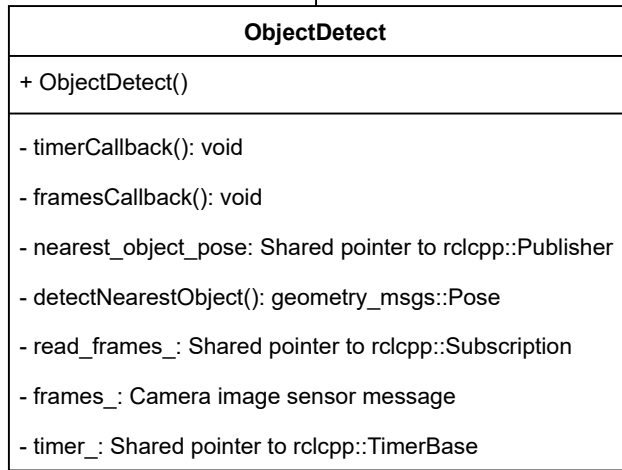 ObjectDetect
+ ObjectDetect()
- timerCallback(): void
- framesCallback(): void
- nearest_object_pose: Shared pointer to rclcpp::Publisher
- detectNearestObject(): geometry_msgs::Pose
- read_frames_: Shared pointer to rclcpp::Subscription
- frames_: Camera image sensor message
- timer_: Shared pointer to rclcpp::TimerBase